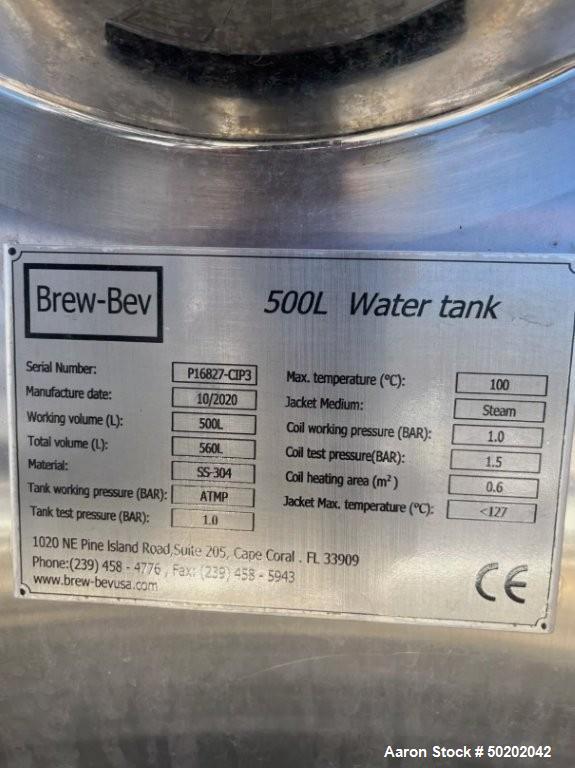 Brew-Bev
500L Water tank
Serial Number: P16827-CIP3
Manufacture date: 10/2020
Working volume (L): 500L
Total volume (L): 560L
Material: SS-304
Tank working pressure (BAR): ATMP
Tank test pressure (BAR): 1.0
Max. temperature (°C): 100
Jacket Medium: Steam
Coil working pressure (BAR): 1.0
Coil test pressure(BAR): 1.5
Coil heating area (m²) 0.6
Jacket Max. temperature (°C): <127
1020 NE Pine Island Road,Suite 205, Cape Coral . FL 33909
Phone:(239) 458 - 4776 , Fax: (239) 458 - 5943
www.brew-bevusa.com
CE
Aaron Stock # 50202042